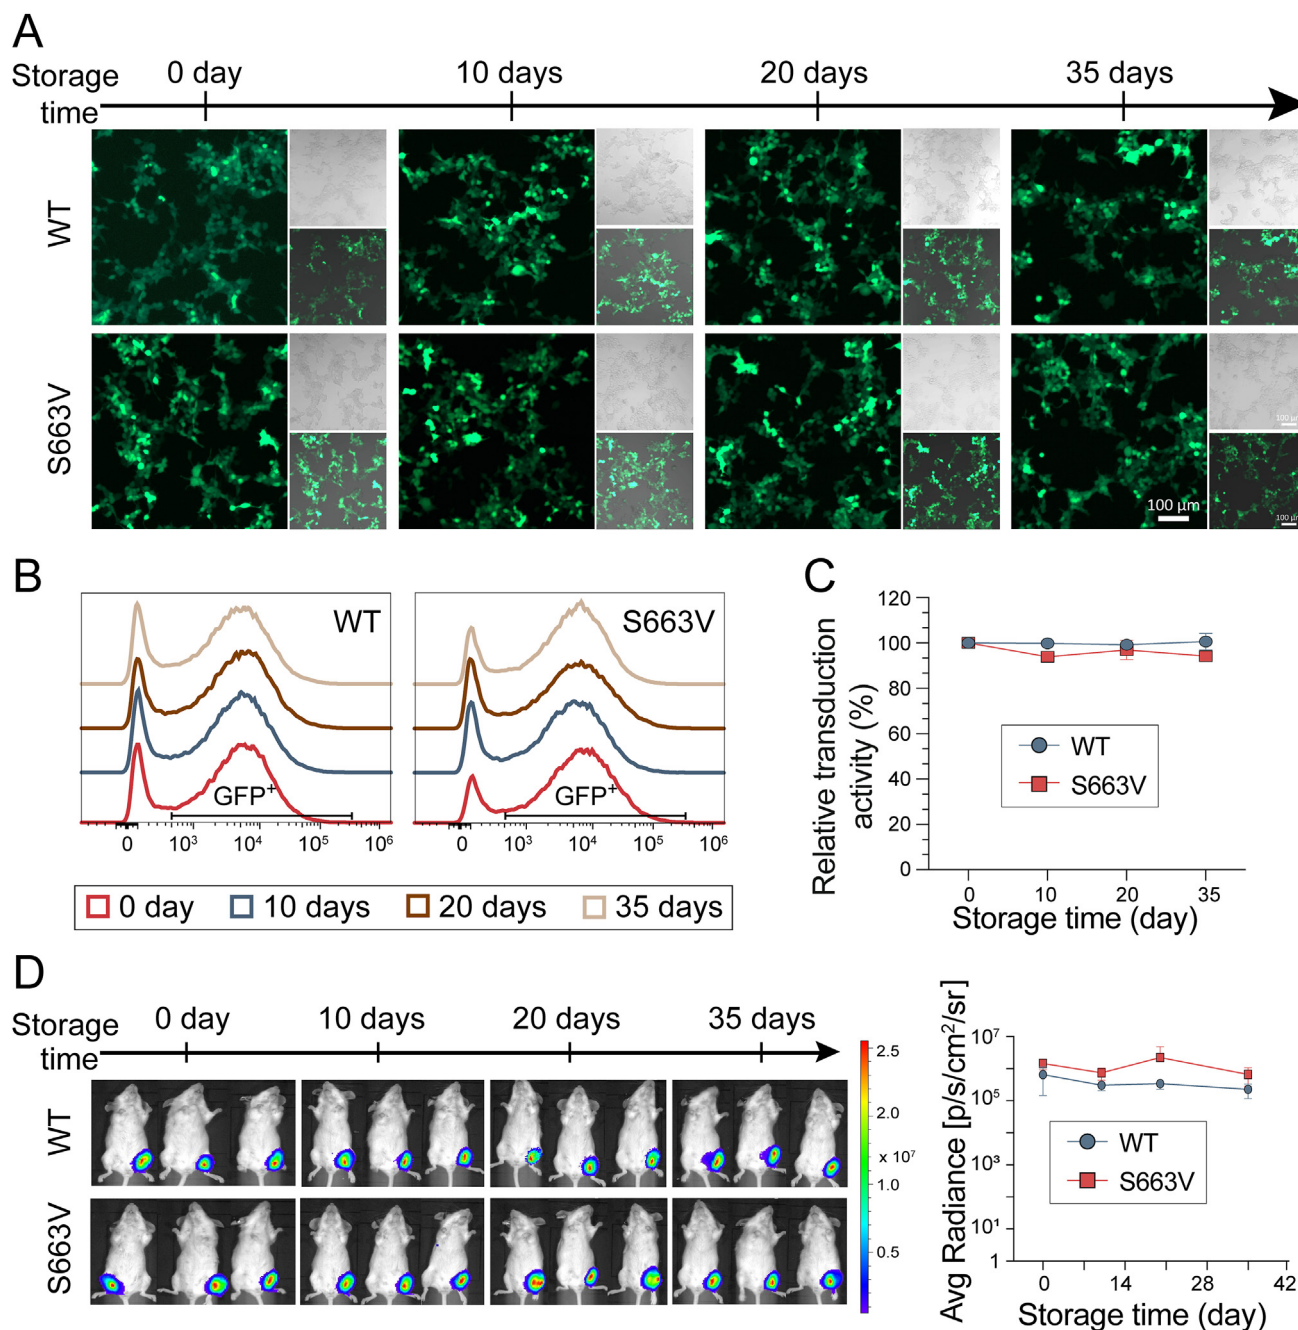 A
Storage time
0 day
10 days
20 days
35 days
WT
S663V
100 µm
100 µm
100 µm
B
WT
S663V
GFP+
GFP+
0 10³ 10⁴ 10⁵ 10⁶
0 10³ 10⁴ 10⁵ 10⁶
0 day
10 days
20 days
35 days
C
Relative transduction
activity (%)
120
100
80
60
40
20
0
WT
S663V
0 10 20 35
Storage time (day)
D
Storage time
0 day
10 days
20 days
35 days
WT
S663V
2.5
2.0
x 10⁷
1.0
0.5
Avg Radiance [p/s/cm²/sr]
10⁷
10⁵
10³
10¹
1
WT
S663V
0 14 28 42
Storage time (day)